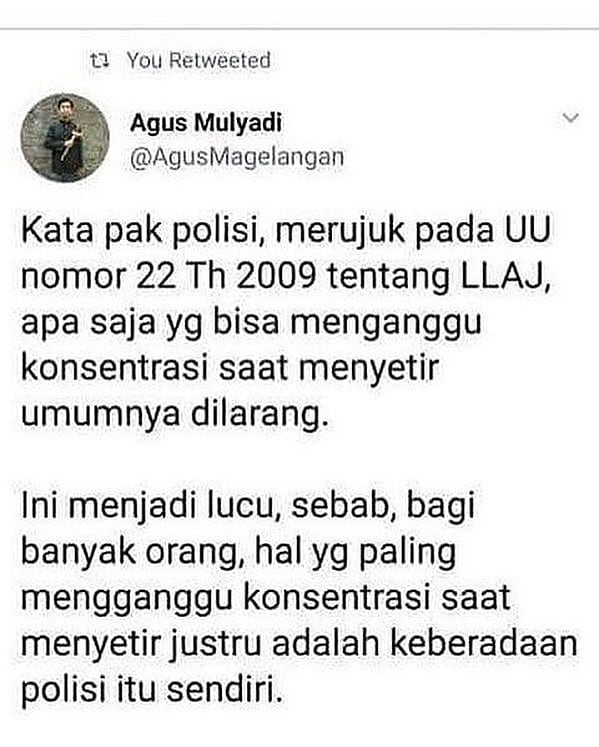 You Retweeted
Agus Mulyadi
@AgusMagelangan
Kata pak polisi, merujuk pada UU
nomor 22 Th 2009 tentang LLAJ,
apa saja yg bisa menganggu
konsentrasi saat menyetir
umumnya dilarang.
Ini menjadi lucu, sebab, bagi
banyak orang, hal yg paling
mengganggu konsentrasi saat
menyetir justru adalah keberadaan
polisi itu sendiri.